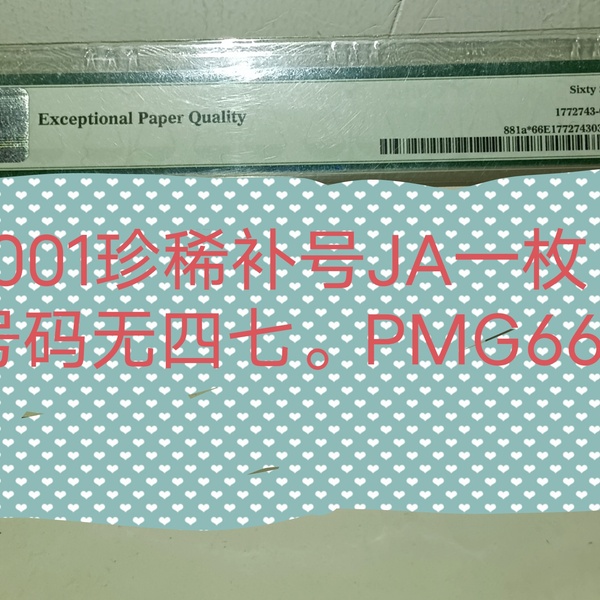 Exceptional Paper Quality
Sixty
1772743-
881a*66E177274303
001珍稀补号JA一枚
号码无四七。PMG66